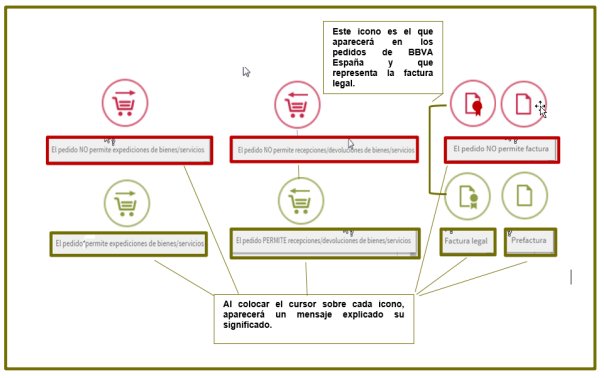 Este icono es el que
aparecerá en los
pedidos de BBVA
España y que
representa la factura
legal.
El pedido NO permite expediciones de bienes/servicios
El pedido NO permite recepciones/devoluciones de bienes/servicios
El pedido NO permite factura
El pedido permite expediciones de bienes/servicios
El pedido PERMITE recepciones/devoluciones de bienes/servicios
Factura legal
Prefactura
Al colocar el cursor sobre cada icono,
aparecerá un mensaje explicado su
significado.